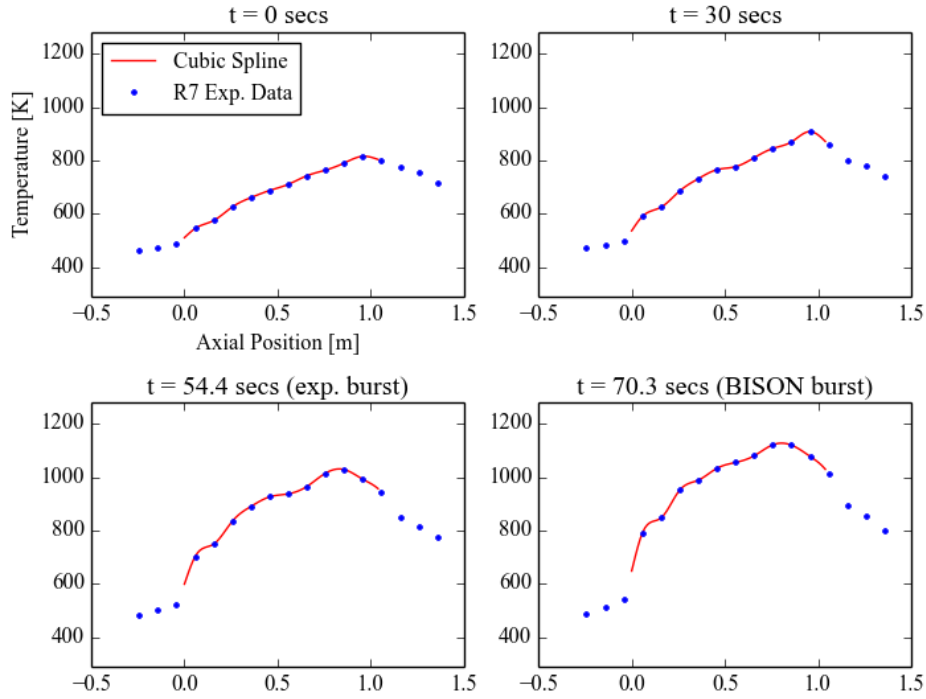 t = 0 secs
t = 30 secs
Temperature [K]
1200
1000
800
600
400
Cubic Spline
R7 Exp. Data
−0.5 0.0 0.5 1.0 1.5
Axial Position [m]
1200
1000
800
600
400
−0.5 0.0 0.5 1.0 1.5
t = 54.4 secs (exp. burst)
t = 70.3 secs (BISON burst)
1200
1000
800
600
400
−0.5 0.0 0.5 1.0 1.5
1200
1000
800
600
400
−0.5 0.0 0.5 1.0 1.5